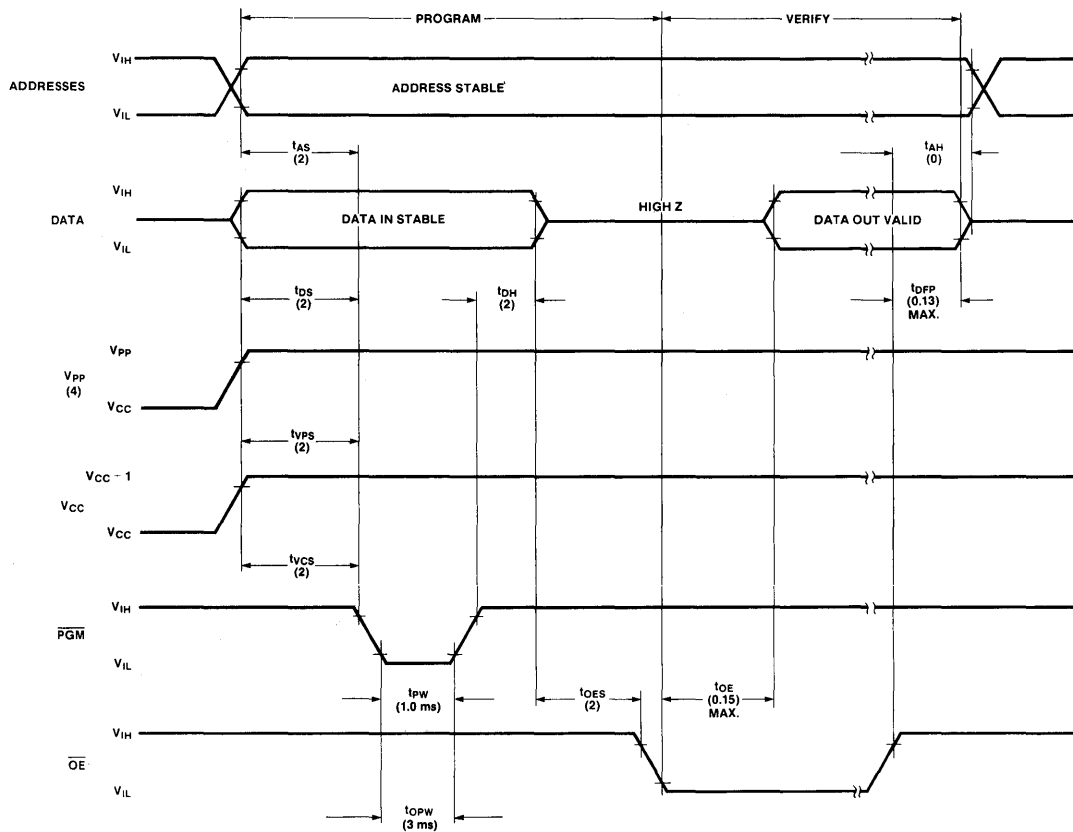 PROGRAM
VERIFY
ADDRESSES
VIH
ADDRESS STABLE
VIL
tAS
(2)
tAH
(0)
DATA
VIH
DATA IN STABLE
HIGH Z
DATA OUT VALID
VIL
tDS
(2)
tDH
(2)
tDFP
(0.13)
MAX.
VPP
(4)
VPP
VCC
tVPS
(2)
VCC
VCC - 1
VCC
tVCS
(2)
PGM
VIH
VIL
tPW
(1.0 ms)
tOES
(2)
tOE
(0.15)
MAX.
OE
VIH
VIL
tOPW
(3 ms)